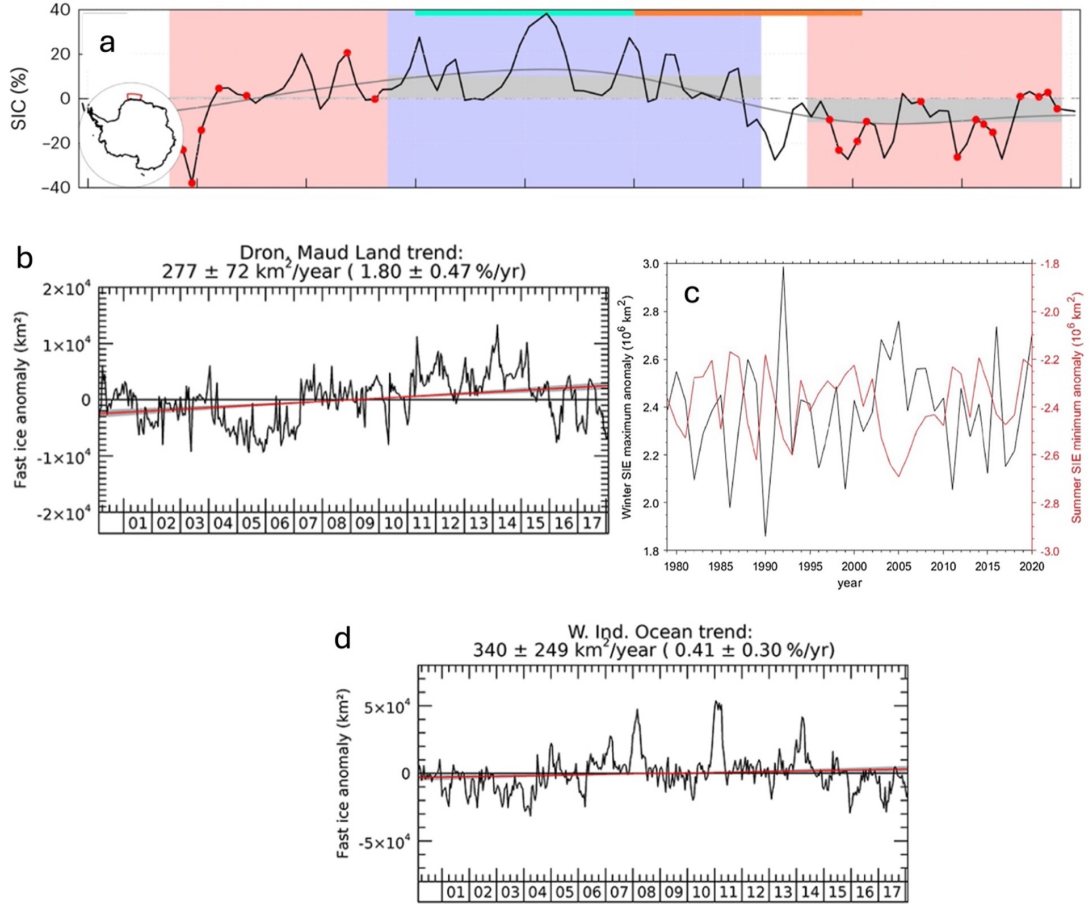 a
SIC (%)
40
20
0
−20
−40
b
Dron, Maud Land trend:
277 ± 72 km²/year ( 1.80 ± 0.47 %/yr)
Fast ice anomaly (km²)
2×10⁴
1×10⁴
0
-1×10⁴
-2×10⁴
01 02 03 04 05 06 07 08 09 10 11 12 13 14 15 16 17
c
Winter SIE maximum anomaly (10⁶ km²)
3.0
2.8
2.6
2.4
2.2
2.0
1.8
Summer SIE minimum anomaly (10⁶ km²)
-1.8
-2.0
-2.2
-2.4
-2.6
-2.8
-3.0
1980 1985 1990 1995 2000 2005 2010 2015 2020
year
d
W. Ind. Ocean trend:
340 ± 249 km²/year ( 0.41 ± 0.30 %/yr)
Fast ice anomaly (km²)
5×10⁴
0
-5×10⁴
01 02 03 04 05 06 07 08 09 10 11 12 13 14 15 16 17